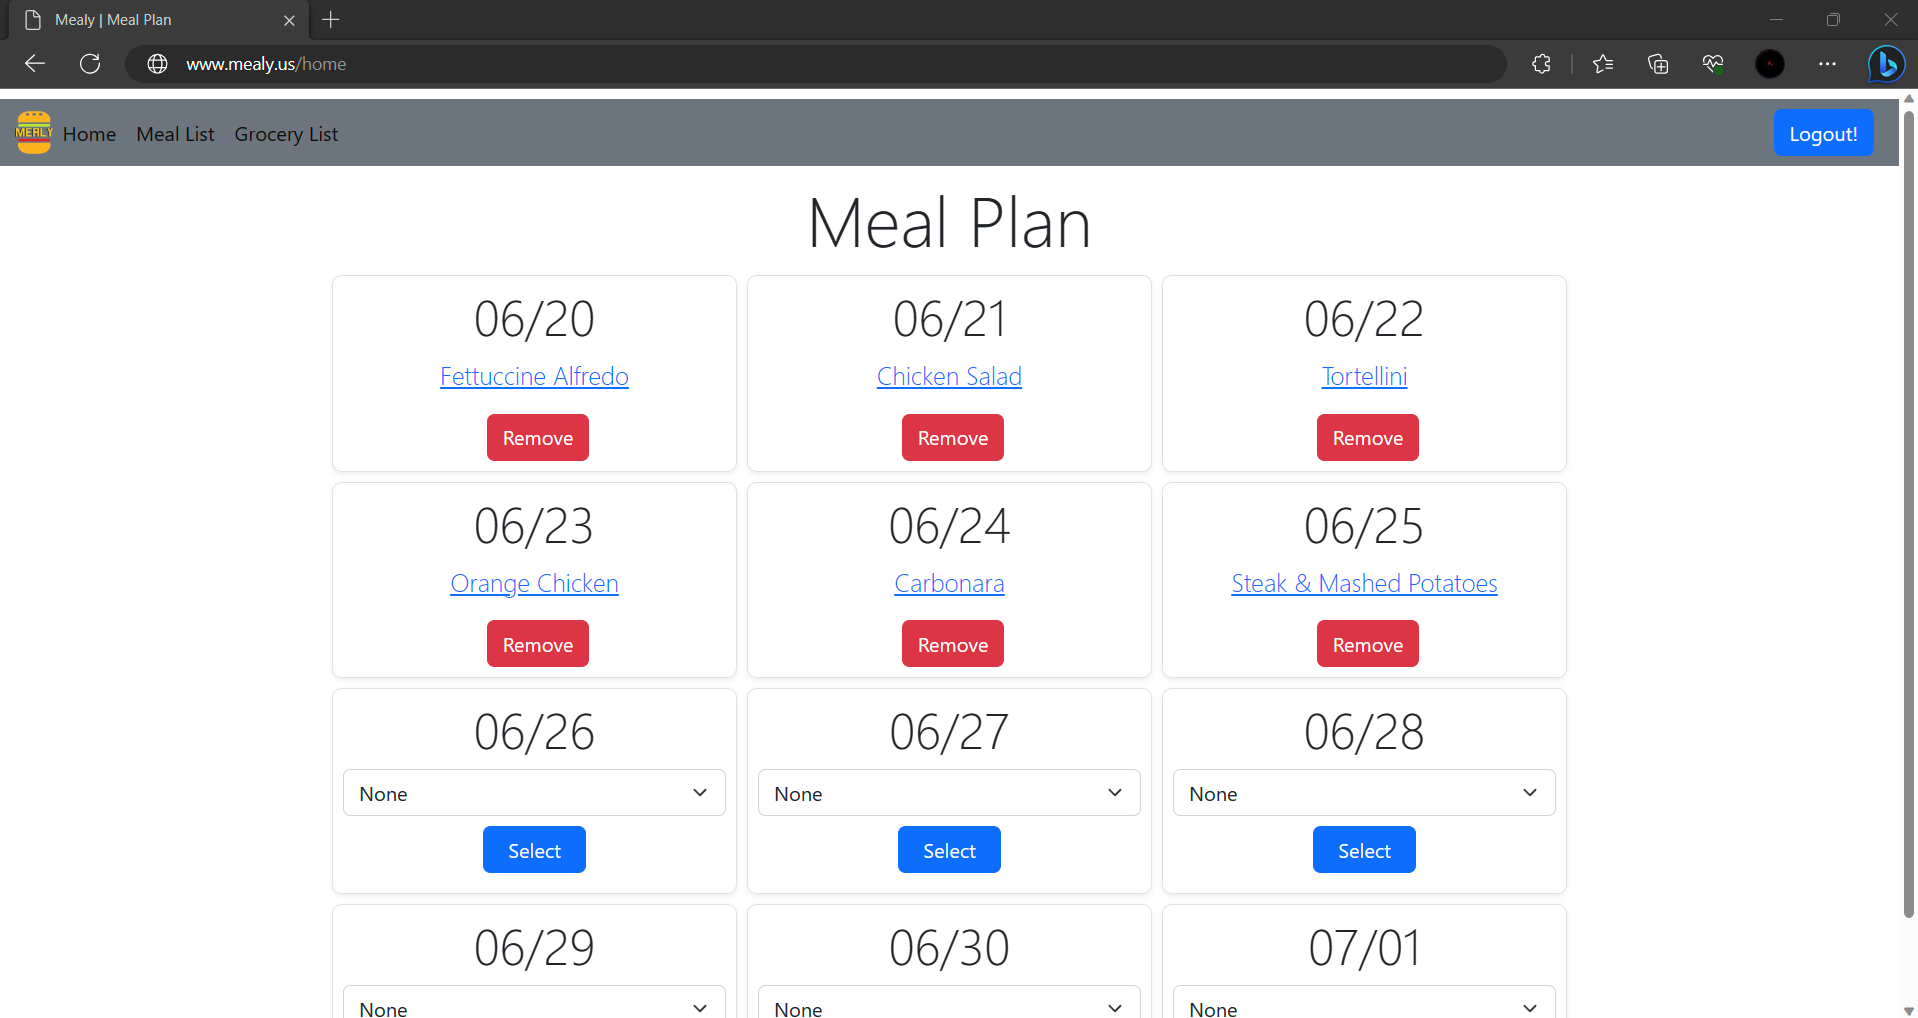 Mealy | Meal Plan
www.mealy.us/home
MEALY Home Meal List Grocery List Logout!
Meal Plan
06/20 06/21 06/22
Fettuccine Alfredo Chicken Salad Tortellini
Remove Remove Remove
06/23 06/24 06/25
Orange Chicken Carbonara Steak & Mashed Potatoes
Remove Remove Remove
06/26 06/27 06/28
None None None
Select Select Select
06/29 06/30 07/01
None None None